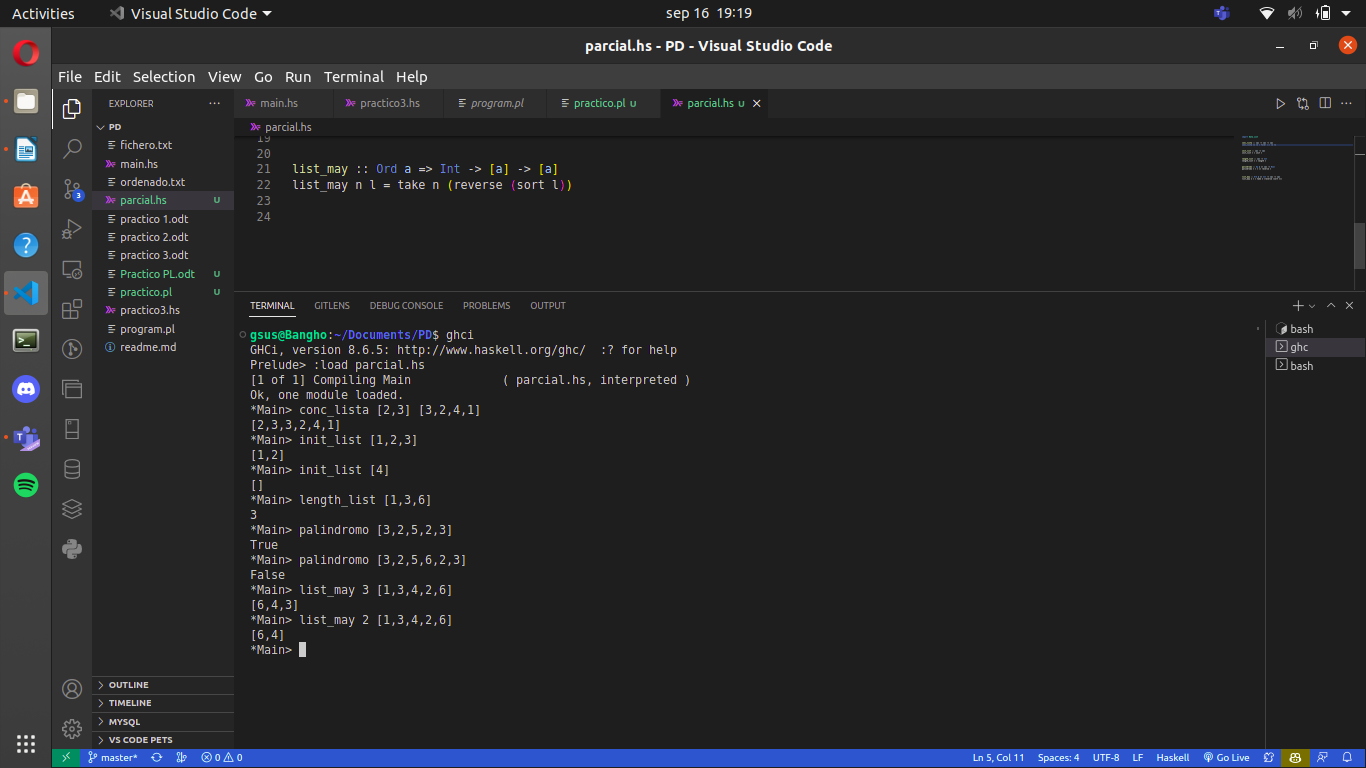 Activities
Visual Studio Code
sep 16 19:19
parcial.hs - PD - Visual Studio Code
File Edit Selection View Go Run Terminal Help
EXPLORER
PD
fichero.txt
main.hs
ordenado.txt
parcial.hs U
practico 1.odt
practico 2.odt
practico 3.odt
Practico PL.odt U
practico.pl U
practico3.hs
program.pl
readme.md
OUTLINE
TIMELINE
MYSQL
VS CODE PETS
3
main.hs
practico3.hs
program.pl
practico.pl U
parcial.hs U
parcial.hs
19
20
21 list_may :: Ord a => Int -> [a] -> [a]
22 list_may n l = take n (reverse (sort l))
23
24
TERMINAL GITLENS DEBUG CONSOLE PROBLEMS OUTPUT
gsus@Bangho:~/Documents/PD$ ghci
GHCi, version 8.6.5: http://www.haskell.org/ghc/  :? for help
Prelude> :load parcial.hs
[1 of 1] Compiling Main             ( parcial.hs, interpreted )
Ok, one module loaded.
*Main> conc_lista [2,3] [3,2,4,1]
[2,3,3,2,4,1]
*Main> init_list [1,2,3]
[1,2]
*Main> init_list [4]
[]
*Main> length_list [1,3,6]
3
*Main> palindromo [3,2,5,2,3]
True
*Main> palindromo [3,2,5,6,2,3]
False
*Main> list_may 3 [1,3,4,2,6]
[6,4,3]
*Main> list_may 2 [1,3,4,2,6]
[6,4]
*Main>
bash
ghc
bash
master* 0 0
Ln 5, Col 11 Spaces: 4 UTF-8 LF Haskell Go Live